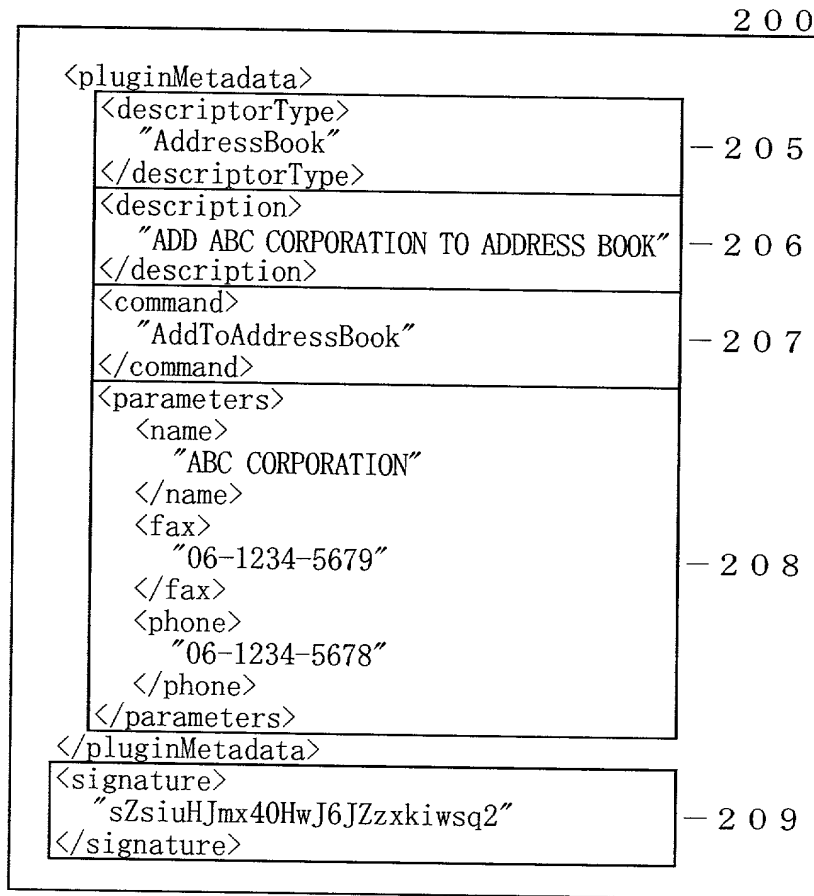 200
<pluginMetadata>
<descriptorType>
"AddressBook" -205
</descriptorType>
<description>
"ADD ABC CORPORATION TO ADDRESS BOOK" -206
</description>
<command>
"AddToAddressBook" -207
</command>
<parameters>
<name>
"ABC CORPORATION"
</name>
<fax>
"06-1234-5679" -208
</fax>
<phone>
"06-1234-5678"
</phone>
</parameters>
</pluginMetadata>
<signature>
"sZsiuHJmx40HwJ6JZzxkiwsq2" -209
</signature>